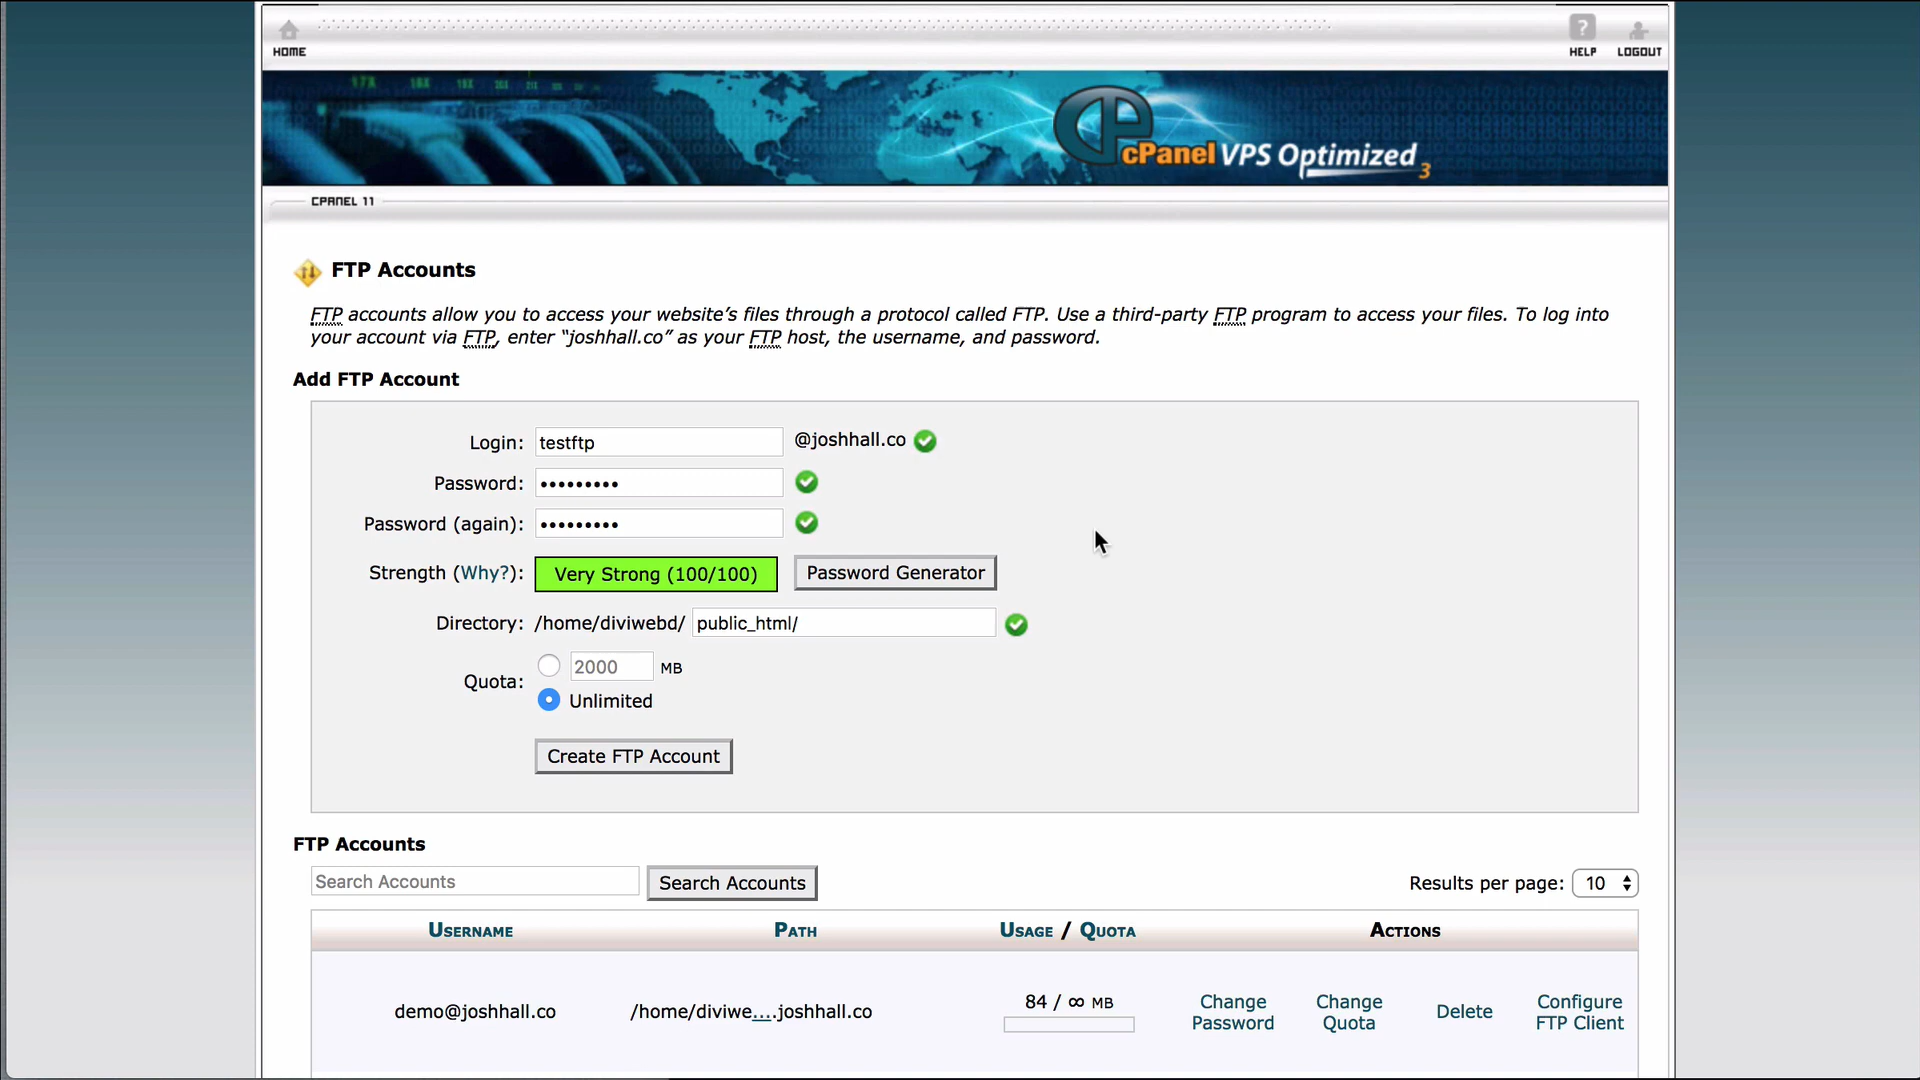 HOME
HELP
LOGOUT
cPanel VPS Optimized 3
CPANEL 11
FTP Accounts
FTP accounts allow you to access your website's files through a protocol called FTP. Use a third-party FTP program to access your files. To log into
your account via FTP, enter “joshhall.co” as your FTP host, the username, and password.
Add FTP Account
Login: testftp @joshhall.co
Password: •••••••••
Password (again): •••••••••
Strength (Why?): Very Strong (100/100) Password Generator
Directory: /home/diviwebd/ public_html/
Quota: 2000 MB
Unlimited
Create FTP Account
FTP Accounts
Search Accounts Search Accounts Results per page: 10
Username Path Usage / Quota Actions
demo@joshhall.co /home/diviwe....joshhall.co 84 / ∞ MB Change Password Change Quota Delete Configure FTP Client